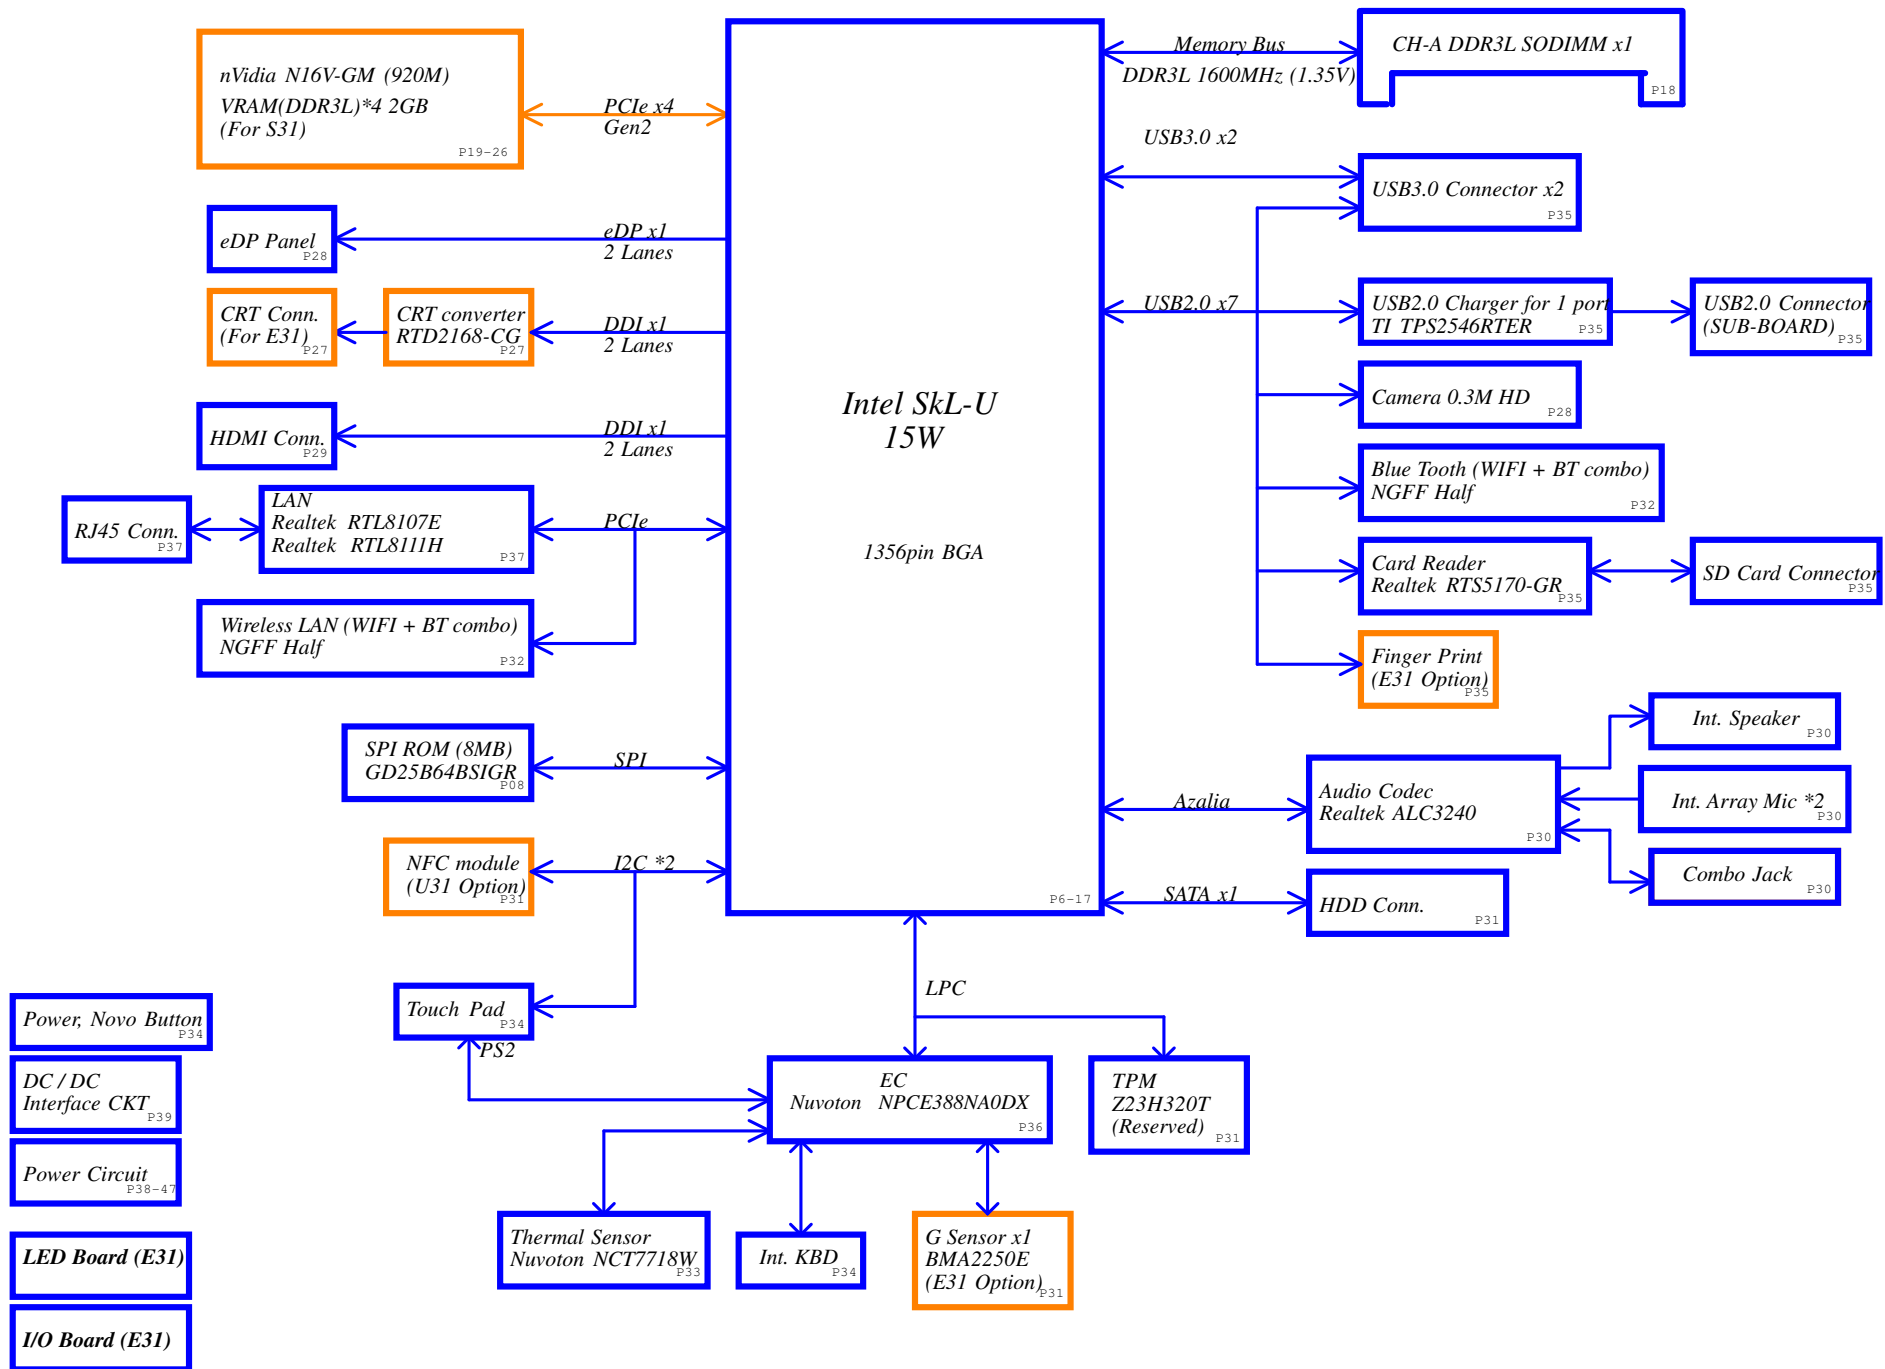 nVidia N16V-GM (920M)
VRAM(DDR3L)*4 2GB
(For S31)
P19-26
PCIe x4
Gen2
eDP Panel
P28
eDP x1
2 Lanes
CRT Conn.
(For E31)
P27
CRT converter
RTD2168-CG
P27
DDI x1
2 Lanes
HDMI Conn.
P29
DDI x1
2 Lanes
RJ45 Conn.
P37
LAN
Realtek RTL8107E
Realtek RTL8111H
P37
PCIe
Wireless LAN (WIFI + BT combo)
NGFF Half
P32
SPI ROM (8MB)
GD25B64BSIGR
P08
SPI
NFC module
(U31 Option)
P31
I2C *2
Touch Pad
P34
PS2
Intel SkL-U
15W
1356pin BGA
P6-17
Memory Bus
DDR3L 1600MHz (1.35V)
CH-A DDR3L SODIMM x1
P18
USB3.0 x2
USB3.0 Connector x2
P35
USB2.0 x7
USB2.0 Charger for 1 port
TI TPS2546RTER
P35
USB2.0 Connector
(SUB-BOARD)
P35
Camera 0.3M HD
P28
Blue Tooth (WIFI + BT combo)
NGFF Half
P32
Card Reader
Realtek RTS5170-GR
P35
SD Card Connector
P35
Finger Print
(E31 Option)
P35
Azalia
Audio Codec
Realtek ALC3240
P30
Int. Speaker
P30
Int. Array Mic *2
P30
Combo Jack
P30
SATA x1
HDD Conn.
P31
LPC
EC
Nuvoton NPCE388NA0DX
P36
TPM
Z23H320T
(Reserved)
P31
Thermal Sensor
Nuvoton NCT7718W
P33
Int. KBD
P34
G Sensor x1
BMA2250E
(E31 Option)
P31
Power, Novo Button
P34
DC / DC
Interface CKT
P39
Power Circuit
P38-47
LED Board (E31)
I/O Board (E31)